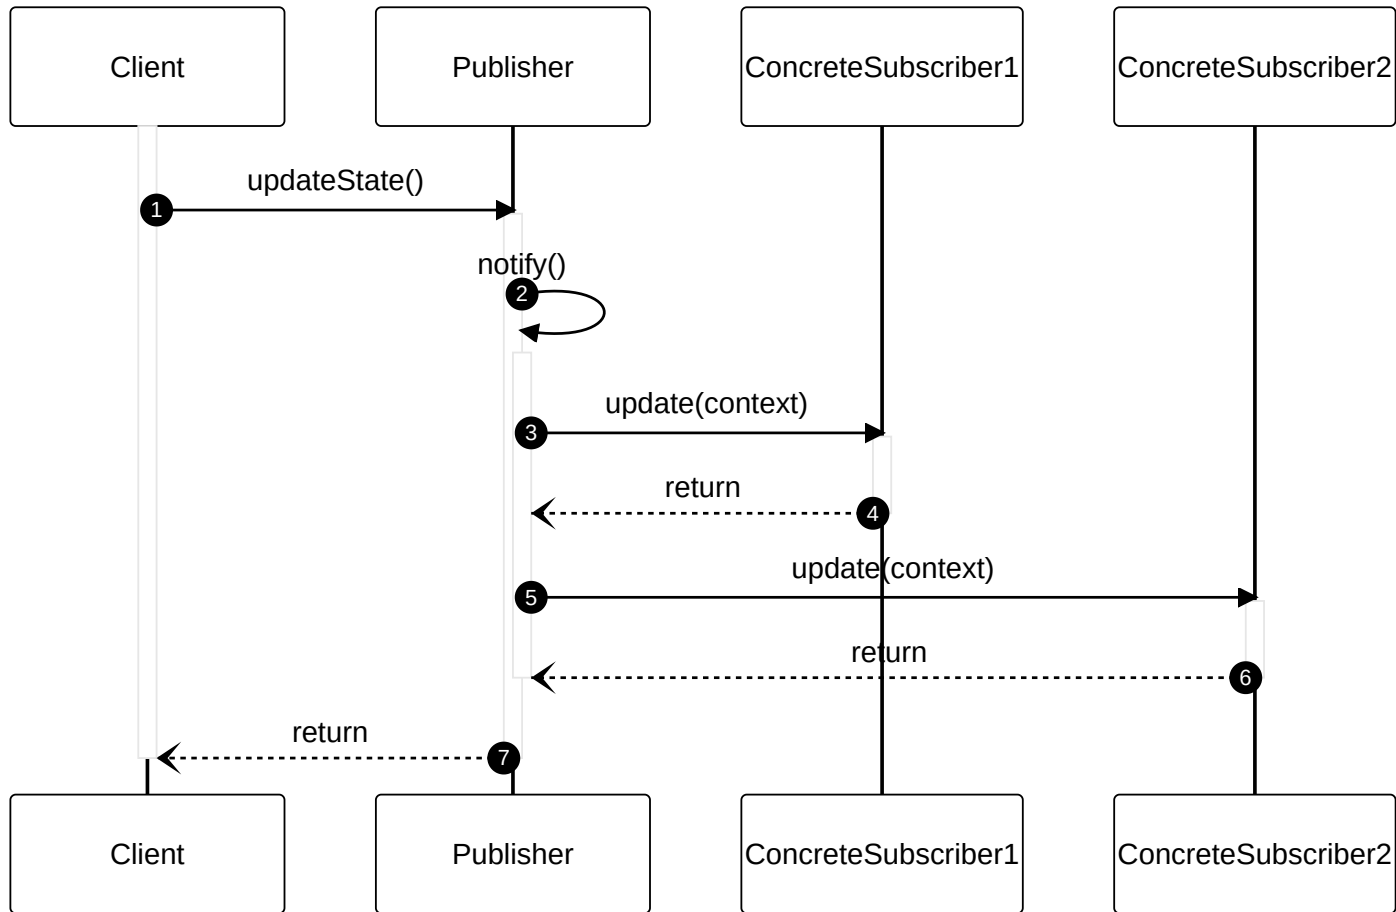 Client
Publisher
ConcreteSubscriber1
ConcreteSubscriber2
updateState()
1
notify()
2
update(context)
3
return
4
update(context)
5
return
6
return
7
Client
Publisher
ConcreteSubscriber1
ConcreteSubscriber2